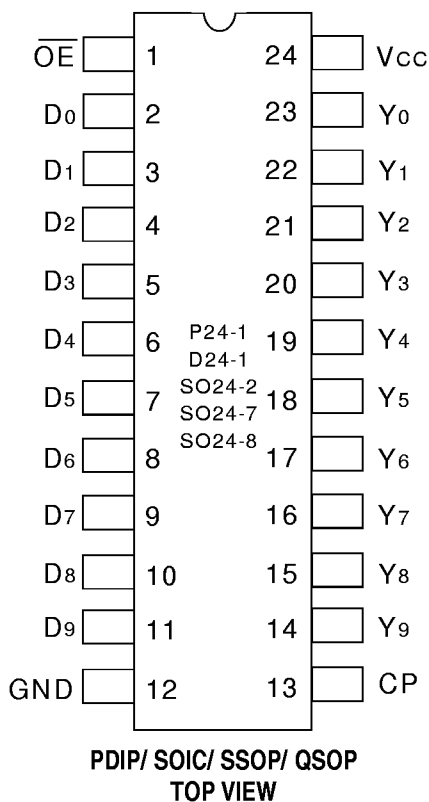 O̅E̅ 1 24 Vcc
D0 2 23 Y0
D1 3 22 Y1
D2 4 21 Y2
D3 5 20 Y3
D4 6 P24-1 19 Y4
D24-1
D5 7 SO24-2 18 Y5
SO24-7
D6 8 SO24-8 17 Y6
D7 9 16 Y7
D8 10 15 Y8
D9 11 14 Y9
GND 12 13 CP
PDIP/ SOIC/ SSOP/ QSOP
TOP VIEW